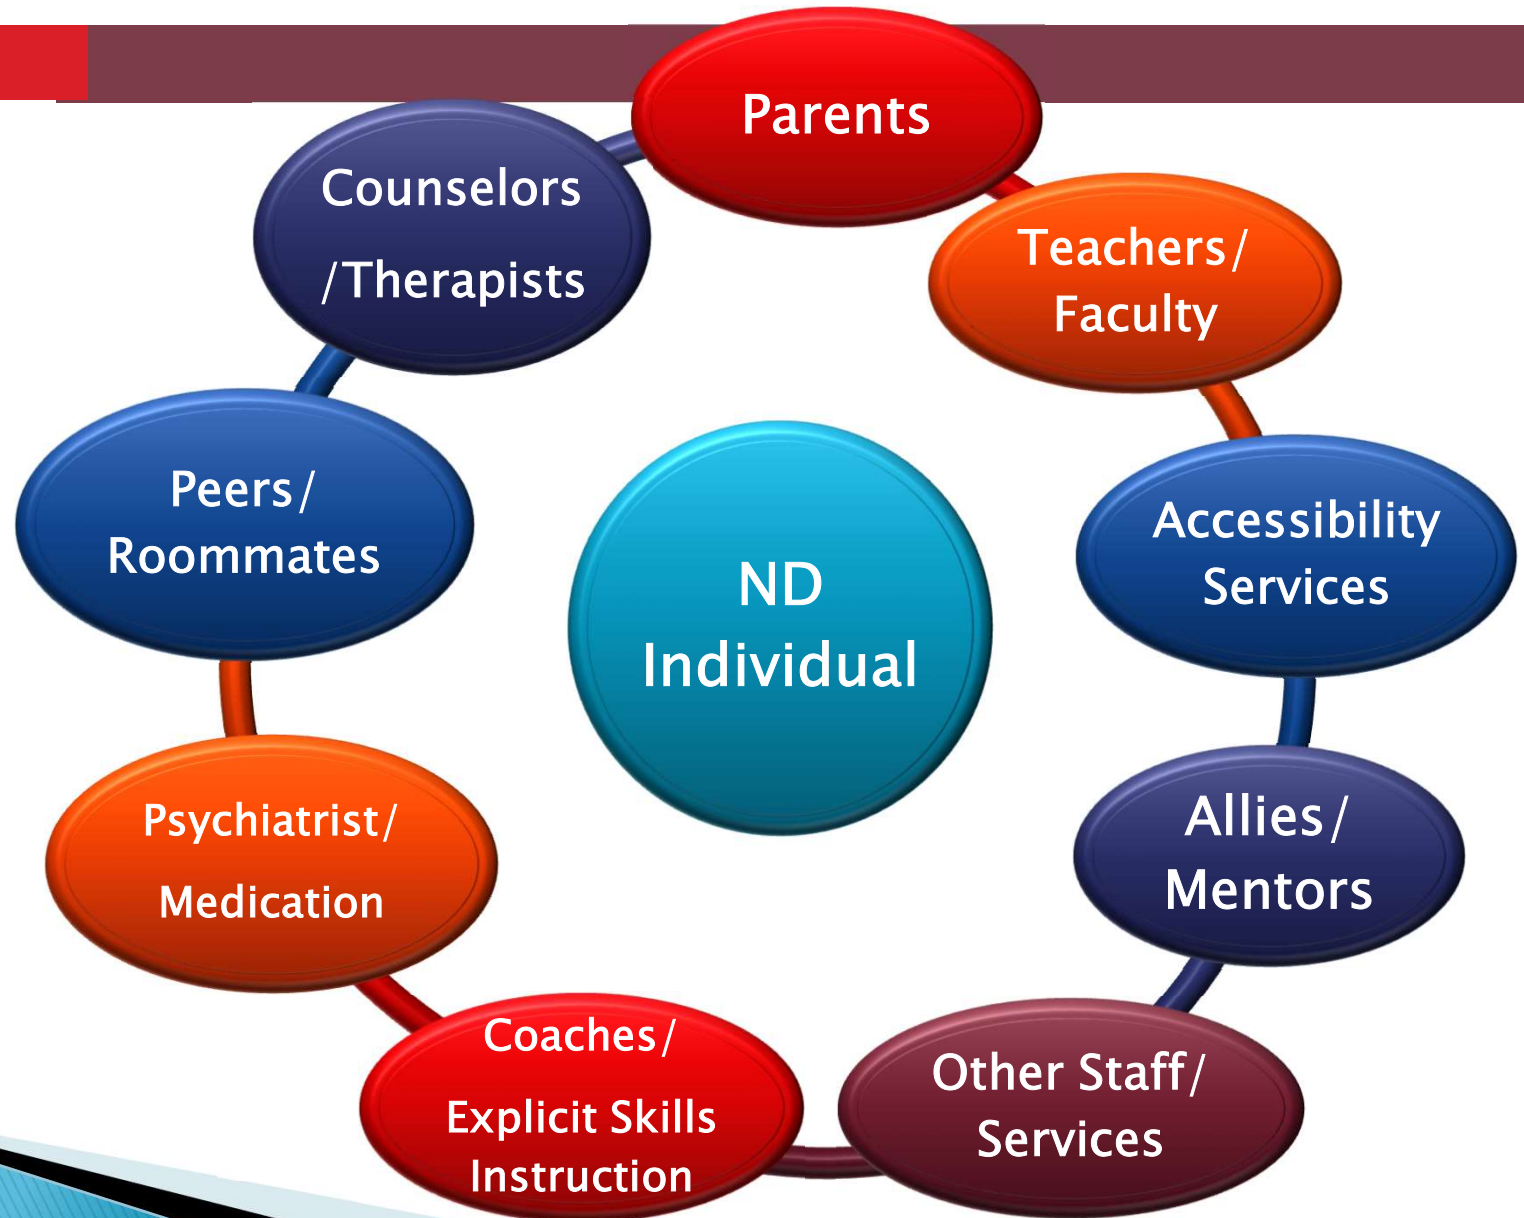 Parents
Counselors
/Therapists
Teachers/
Faculty
Peers/
Roommates
ND
Individual
Accessibility
Services
Psychiatrist/
Medication
Allies/
Mentors
Coaches/
Explicit Skills
Instruction
Other Staff/
Services